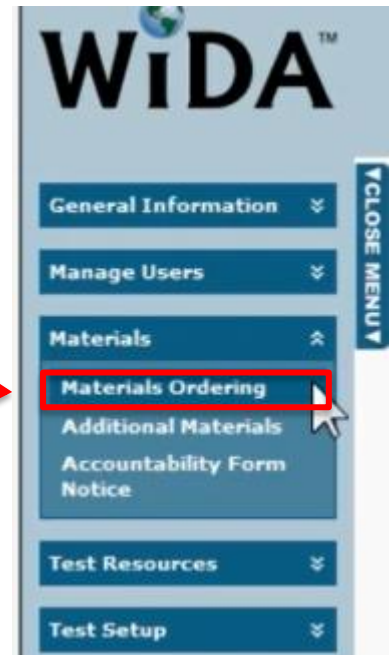 WiDA™
General Information
Manage Users
Materials
Materials Ordering
Additional Materials
Accountability Form
Notice
Test Resources
Test Setup
CLOSE MENU